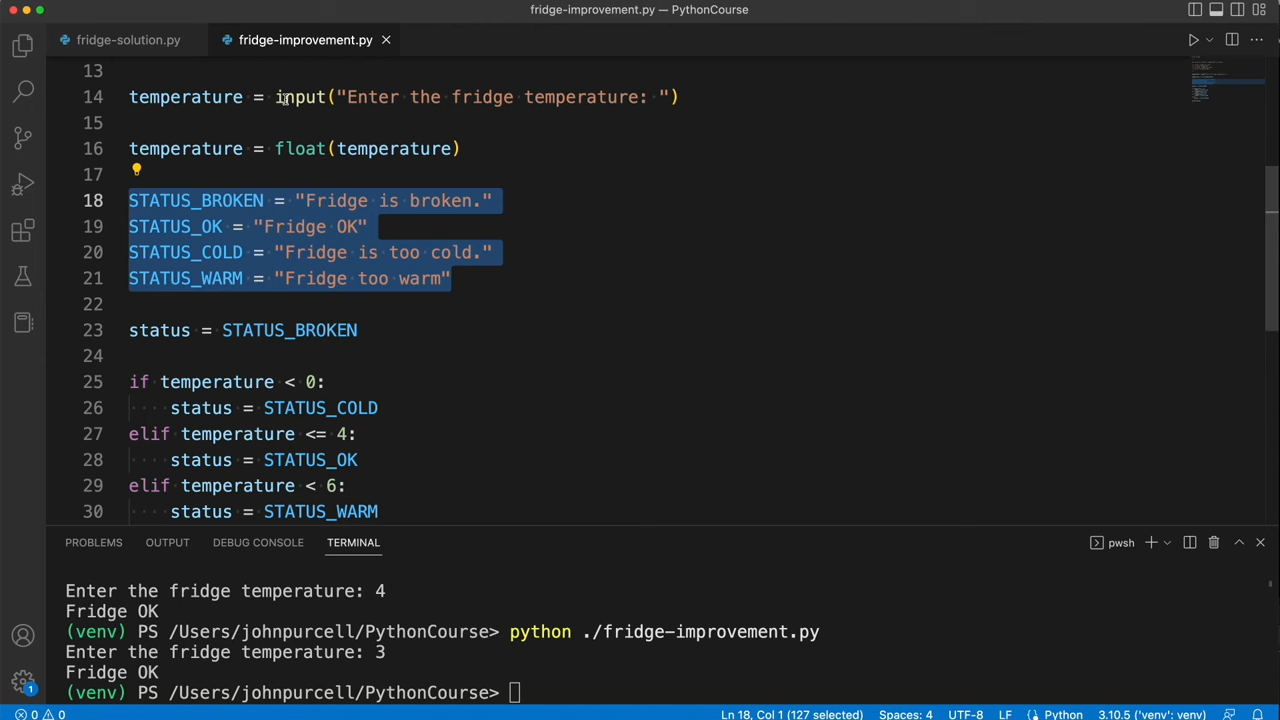 fridge-improvement.py — PythonCourse
fridge-solution.py
fridge-improvement.py
13
14 temperature = input("Enter the fridge temperature: ")
15
16 temperature = float(temperature)
17
18 STATUS_BROKEN = "Fridge is broken."
19 STATUS_OK = "Fridge OK"
20 STATUS_COLD = "Fridge is too cold."
21 STATUS_WARM = "Fridge too warm"
22
23 status = STATUS_BROKEN
24
25 if temperature < 0:
26 status = STATUS_COLD
27 elif temperature <= 4:
28 status = STATUS_OK
29 elif temperature < 6:
30 status = STATUS_WARM
PROBLEMS OUTPUT DEBUG CONSOLE TERMINAL pwsh
Enter the fridge temperature: 4
Fridge OK
(venv) PS /Users/johnpurcell/PythonCourse> python ./fridge-improvement.py
Enter the fridge temperature: 3
Fridge OK
(venv) PS /Users/johnpurcell/PythonCourse>
1
0 0 Ln 18, Col 1 (127 selected) Spaces: 4 UTF-8 LF Python 3.10.5 ('venv': venv)